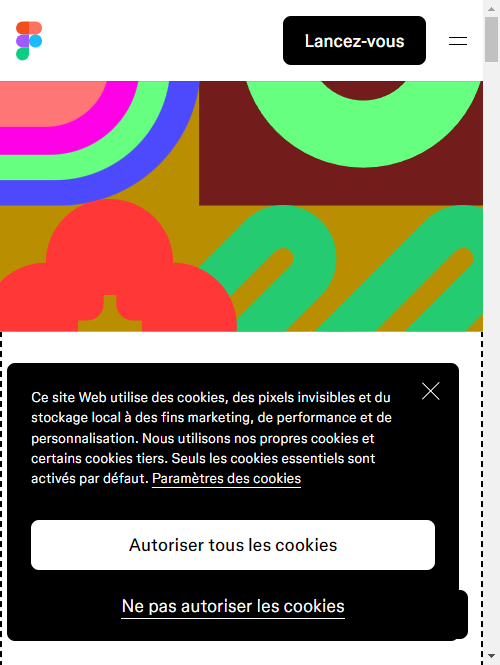 Lancez-vous
Ce site Web utilise des cookies, des pixels invisibles et du
stockage local à des fins marketing, de performance et de
personnalisation. Nous utilisons nos propres cookies et
certains cookies tiers. Seuls les cookies essentiels sont
activés par défaut. Paramètres des cookies
Autoriser tous les cookies
Ne pas autoriser les cookies